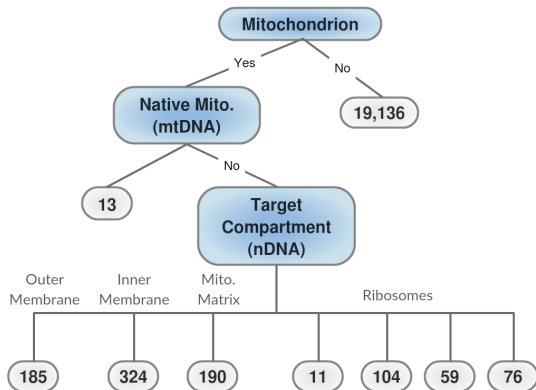 Mitochondrion
Yes
No
Native Mito.
(mtDNA)
19,136
No
13
Target
Compartment
(nDNA)
Outer
Membrane
Inner
Membrane
Mito.
Matrix
Ribosomes
185
324
190
11
104
59
76